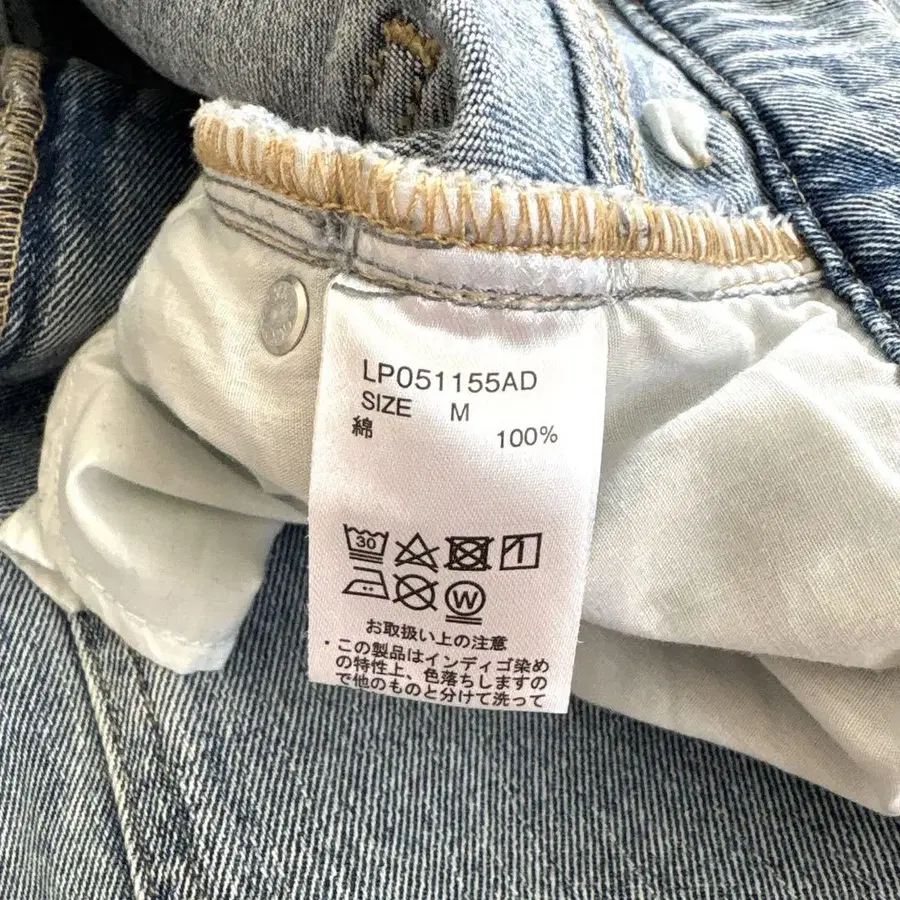 LP051155AD
SIZE M
綿 100%
30
W
お取扱い上の注意
・この製品はインディゴ染め
の特性上、色落ちしますの
で他のものと分けて洗って